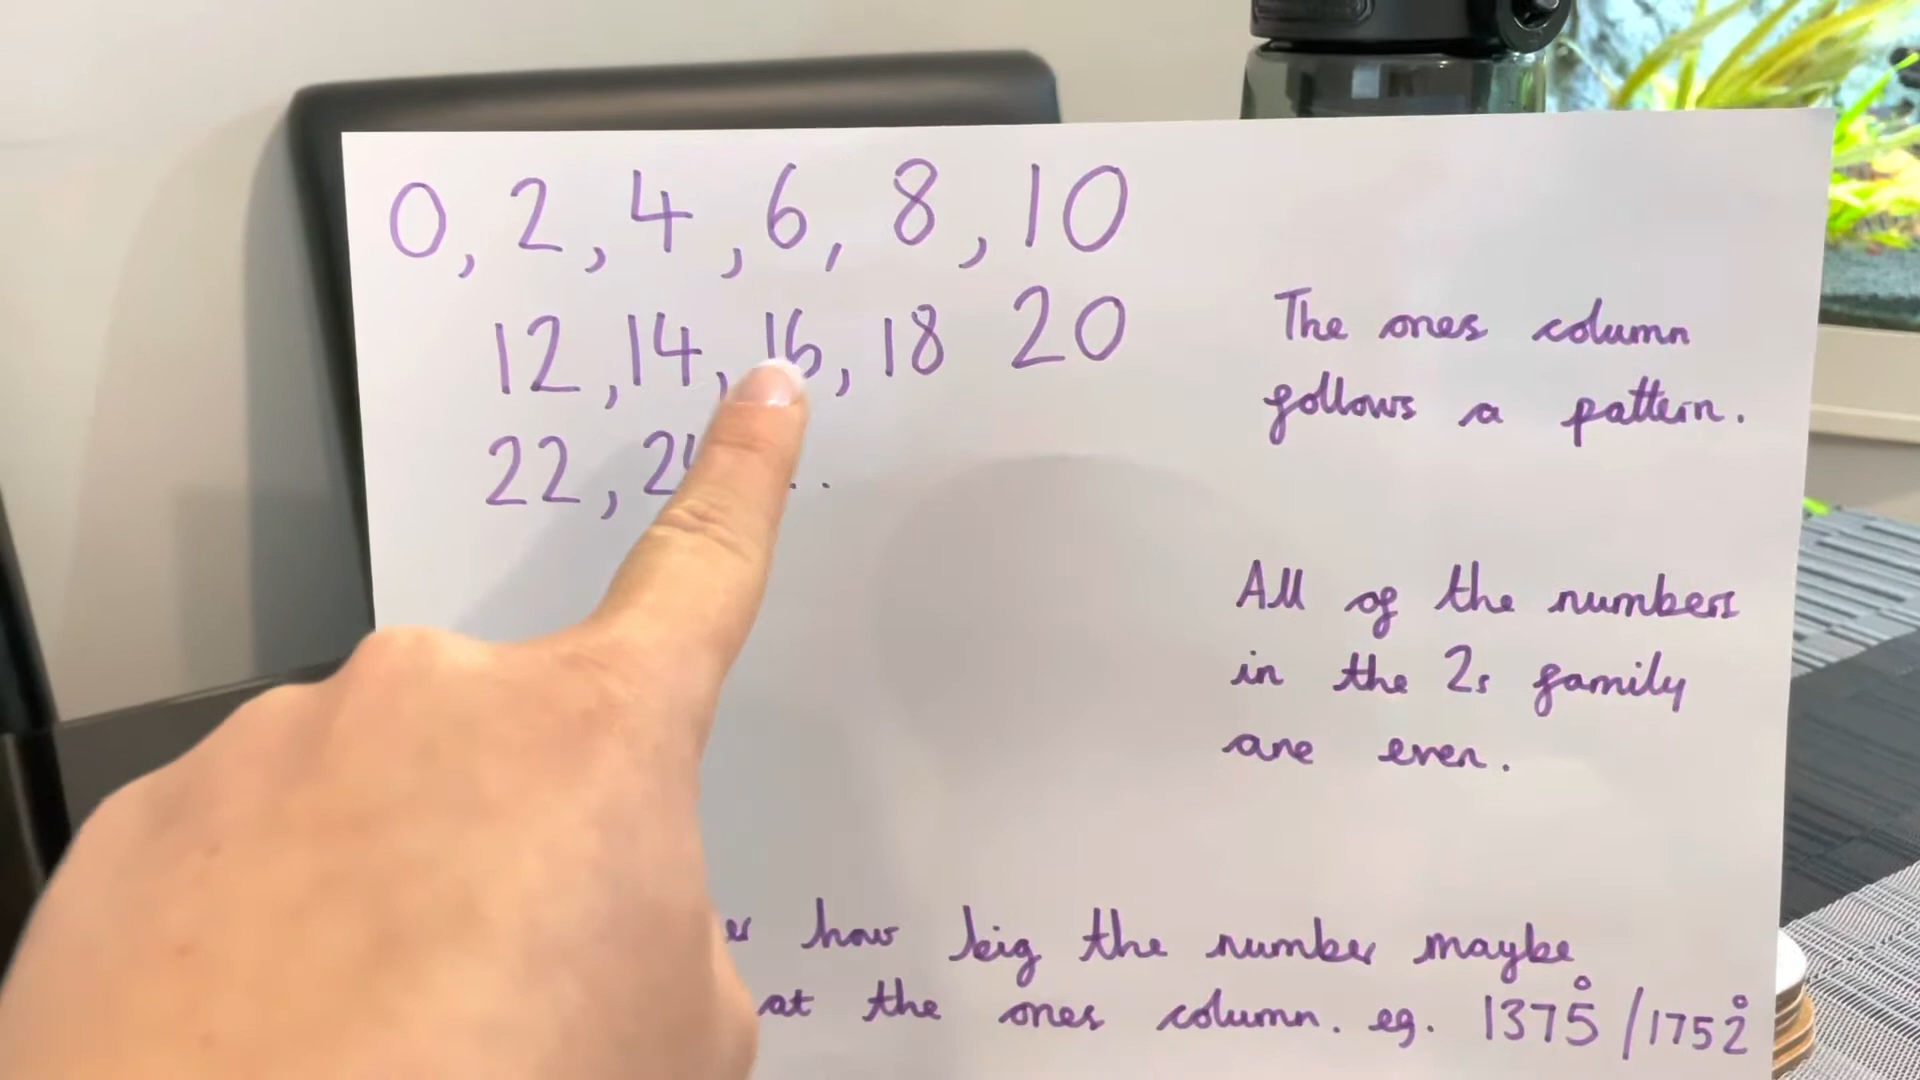 0, 2, 4, 6, 8, 10
12, 14, 16, 18 20
22, 24 ..
The ones column
follows a pattern.
All of the numbers
in the 2s family
are even.
how big the number maybe
at the ones column. eg. 1375 / 1752